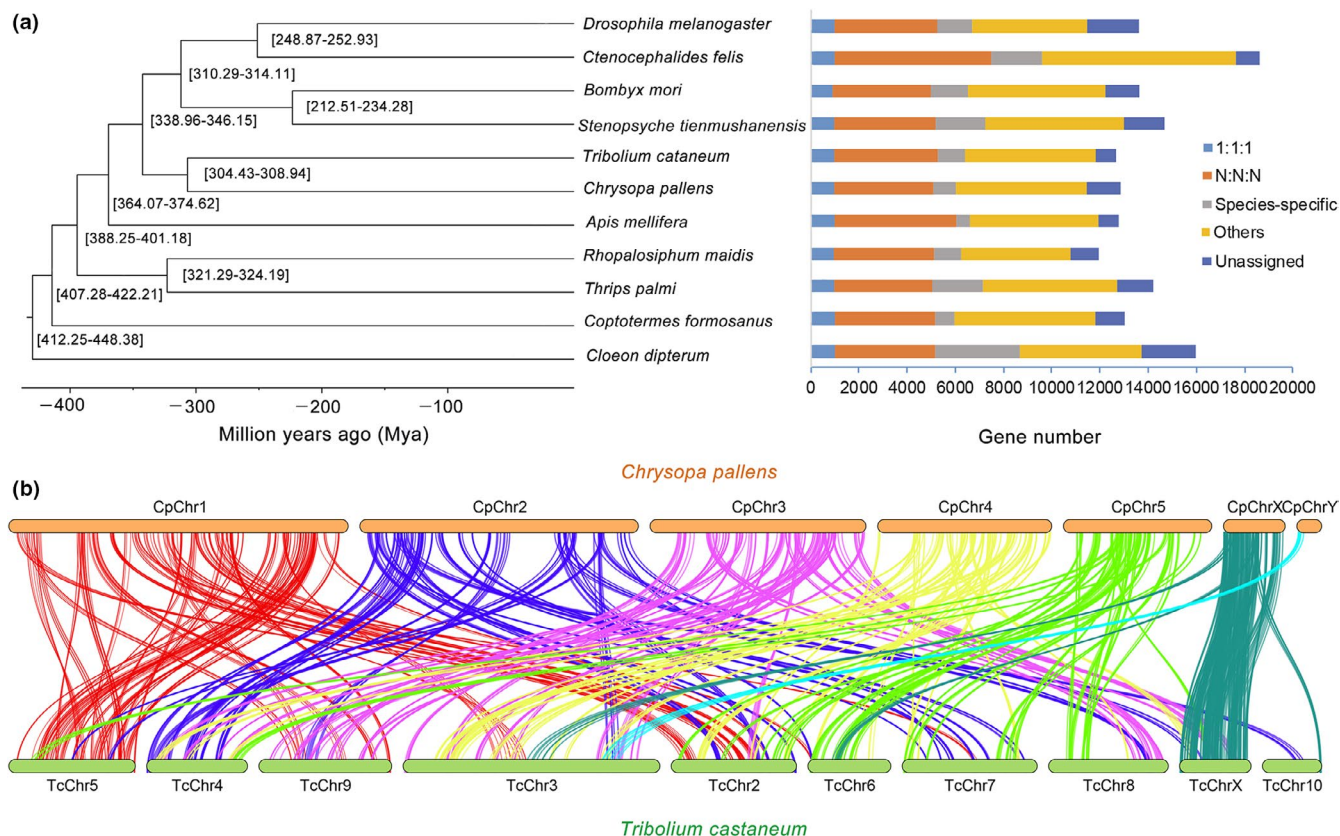 (a)
Drosophila melanogaster
[248.87-252.93]
Ctenocephalides felis
[310.29-314.11]
Bombyx mori
[212.51-234.28]
[338.96-346.15]
Stenopsyche tienmushanensis
Tribolium cataneum
[304.43-308.94]
Chrysopa pallens
[364.07-374.62]
Apis mellifera
[388.25-401.18]
Rhopalosiphum maidis
[321.29-324.19]
[407.28-422.21]
Thrips palmi
Coptotermes formosanus
[412.25-448.38]
Cloeon dipterum
−400 −300 −200 −100
Million years ago (Mya)
1:1:1
N:N:N
Species-specific
Others
Unassigned
0 2000 4000 6000 8000 10000 12000 14000 16000 18000 20000
Gene number
(b)
Chrysopa pallens
CpChr1 CpChr2 CpChr3 CpChr4 CpChr5 CpChrX CpChrY
TcChr5 TcChr4 TcChr9 TcChr3 TcChr2 TcChr6 TcChr7 TcChr8 TcChrX TcChr10
Tribolium castaneum